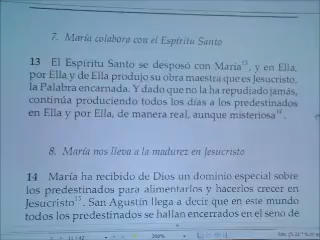 7. María colabora con el Espíritu Santo
13 El Espíritu Santo se desposó con María¹³, y en Ella,
por Ella y de Ella produjo su obra maestra que es Jesucristo,
la Palabra encarnada. Y dado que no la ha repudiado jamás,
continúa produciendo todos los días a los predestinados
en Ella y por Ella, de manera real, aunque misteriosa¹⁴.
8. María nos lleva a la madurez en Jesucristo
14 María ha recibido de Dios un dominio especial sobre
los predestinados para alimentarlos y hacerlos crecer en
Jesucristo¹⁵. San Agustín llega a decir que en este mundo
todos los predestinados se hallan encerrados en el seno de
200%